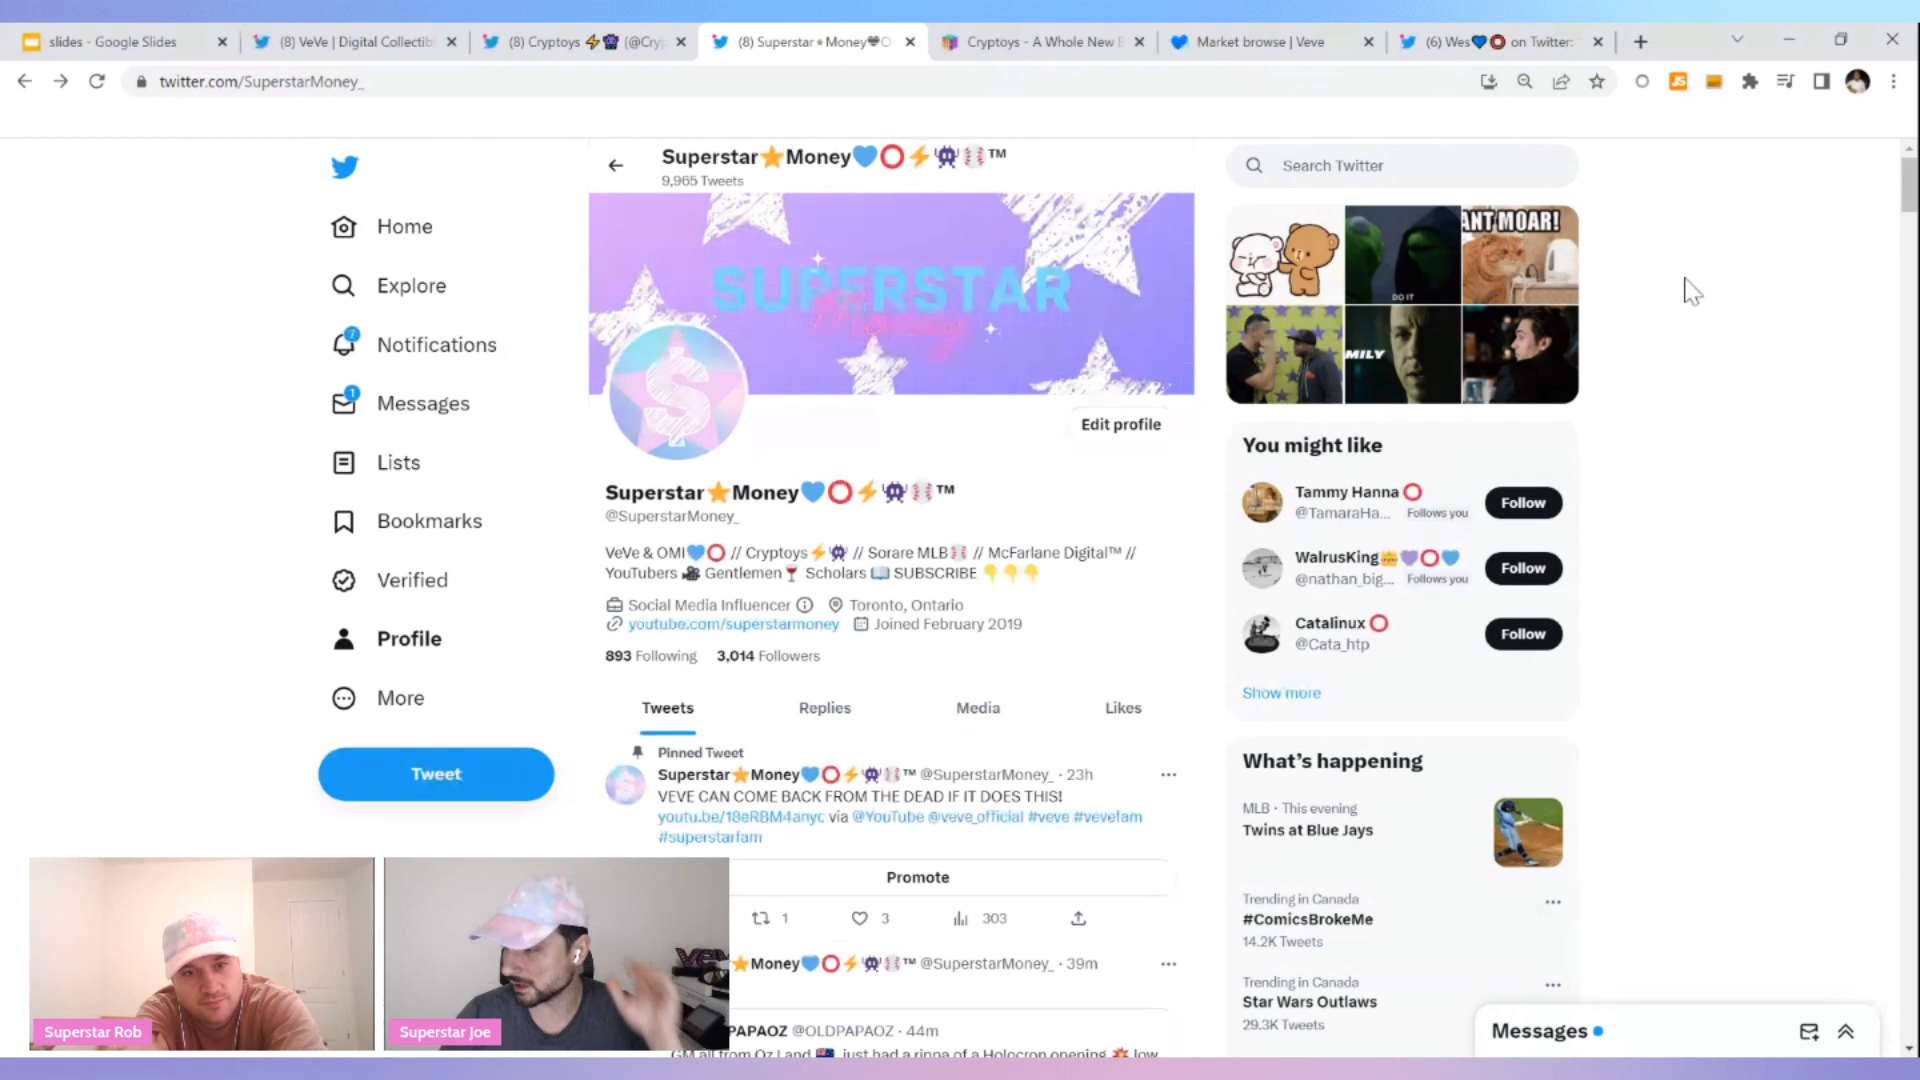 slides - Google Slides
(8) VeVe | Digital Collectib
(8) Cryptoys ⚡👾 (@Cryp
(8) Superstar⭐Money
Cryptoys - A Whole New B
Market browse | Veve
(6) Wes💙⭕ on Twitter:
twitter.com/SuperstarMoney_
Superstar⭐Money💙⭕⚡👾⚾™
9,965 Tweets
Search Twitter
Home
Explore
7
Notifications
1
Messages
Lists
Bookmarks
Verified
Profile
More
Tweet
SUPERSTAR
Money
ANT MOAR!
DO IT
MILY
Edit profile
Superstar⭐Money💙⭕⚡👾⚾™
@SuperstarMoney_
VeVe & OMI💙⭕ // Cryptoys⚡👾 // Sorare MLB⚾ // McFarlane Digital™ //
YouTubers 🎥 Gentlemen🍷 Scholars 📖 SUBSCRIBE 👇👇👇
Social Media Influencer Toronto, Ontario
youtube.com/superstarmoney Joined February 2019
893 Following 3,014 Followers
Tweets Replies Media Likes
Pinned Tweet
Superstar⭐Money💙⭕⚡👾⚾™ @SuperstarMoney_ · 23h
VEVE CAN COME BACK FROM THE DEAD IF IT DOES THIS!
youtu.be/18eRBM4anyc via @YouTube @veve_official #veve #vevefam
#superstarfam
Promote
1 3 303
⭐Money💙⭕⚡👾⚾™ @SuperstarMoney_ · 39m
PAPAOZ @OLDPAPAOZ · 44m
GM all from Oz Land 🇦🇺 just had a rippa of a Holocron opening 💥 low
You might like
Tammy Hanna ⭕
@TamaraHa... Follows you
Follow
WalrusKing👑💜⭕💙
@nathan_big... Follows you
Follow
Catalinux ⭕
@Cata_htp
Follow
Show more
What's happening
MLB · This evening
Twins at Blue Jays
Trending in Canada
#ComicsBrokeMe
14.2K Tweets
Trending in Canada
Star Wars Outlaws
29.3K Tweets
Messages
Superstar Rob
Superstar Joe